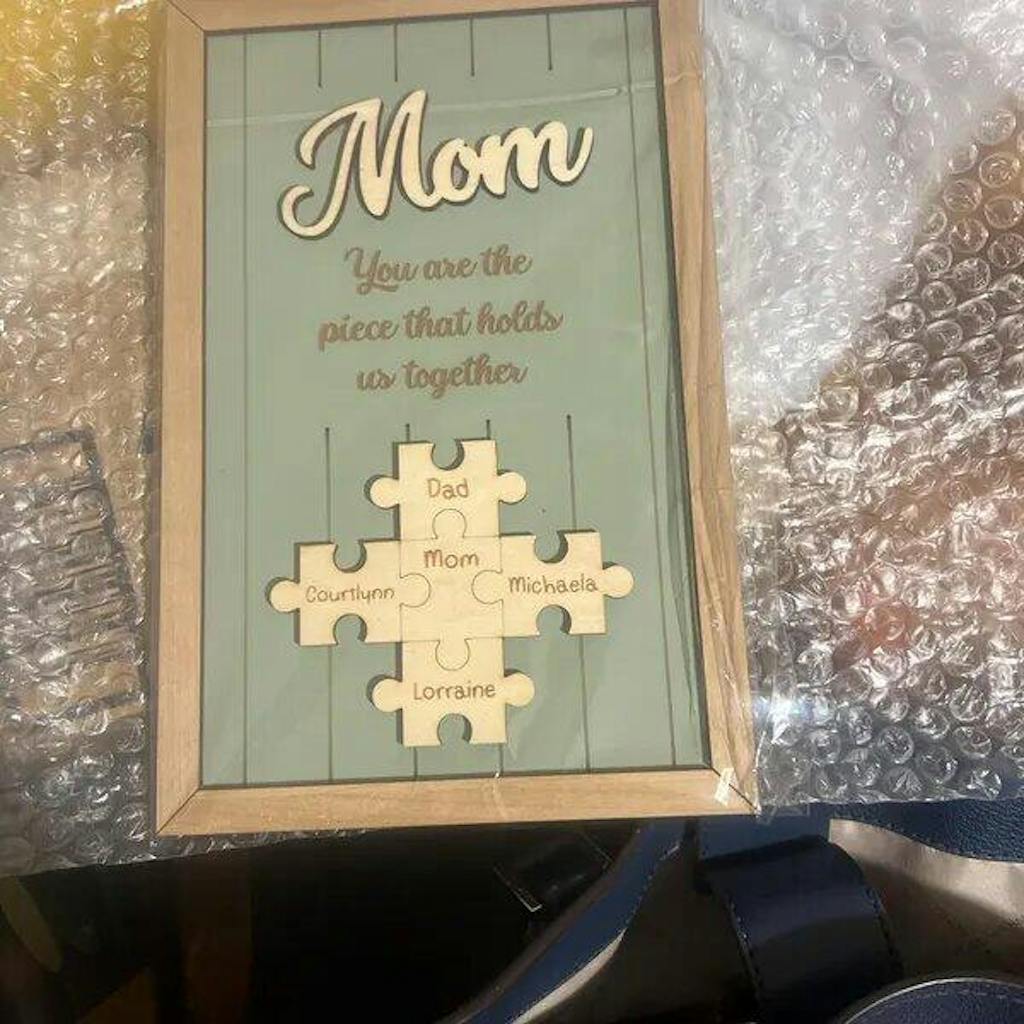 Mom
You are the
piece that holds
us together
Dad
Mom
Courtlynn
Michaela
Lorraine